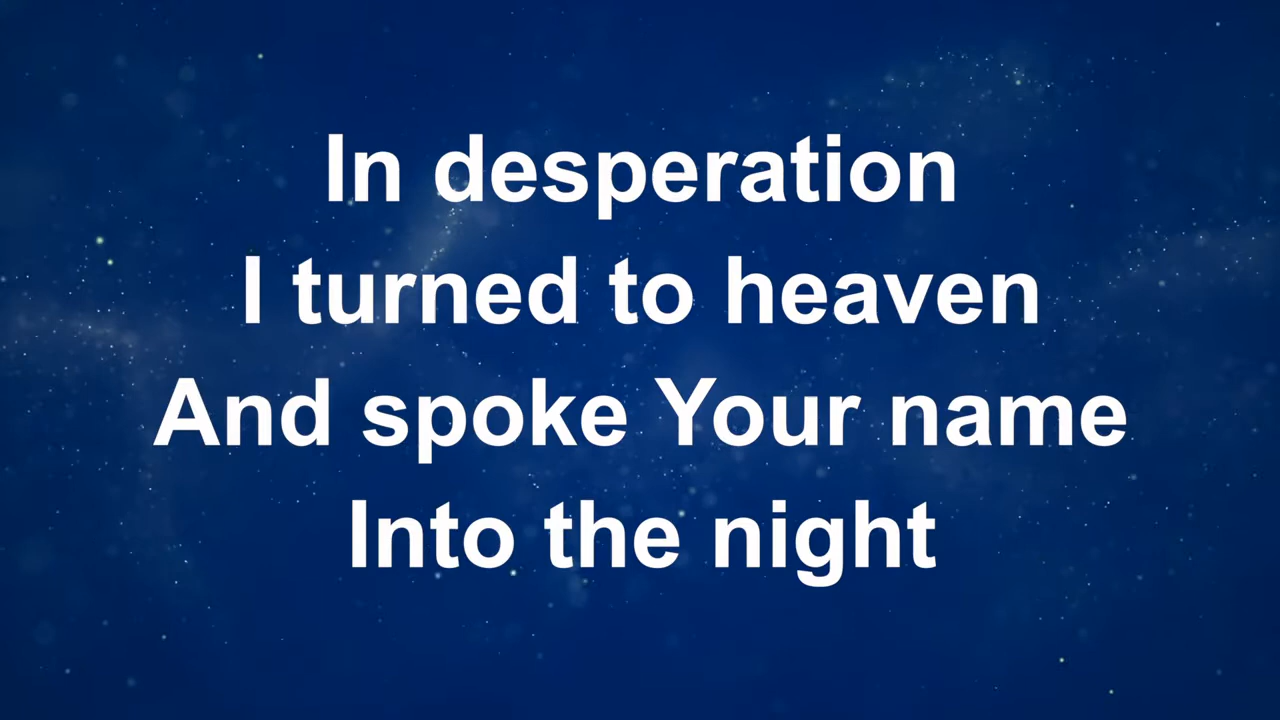 In desperation
I turned to heaven
And spoke Your name
Into the night